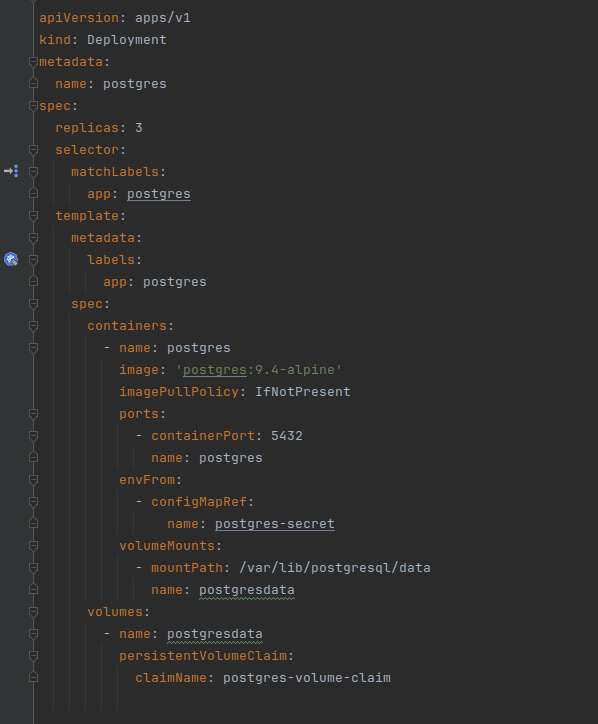 apiVersion: apps/v1
kind: Deployment
metadata:
  name: postgres
spec:
  replicas: 3
  selector:
    matchLabels:
      app: postgres
  template:
    metadata:
      labels:
        app: postgres
    spec:
      containers:
        - name: postgres
          image: 'postgres:9.4-alpine'
          imagePullPolicy: IfNotPresent
          ports:
            - containerPort: 5432
              name: postgres
          envFrom:
            - configMapRef:
                name: postgres-secret
          volumeMounts:
            - mountPath: /var/lib/postgresql/data
              name: postgresdata
      volumes:
        - name: postgresdata
          persistentVolumeClaim:
            claimName: postgres-volume-claim